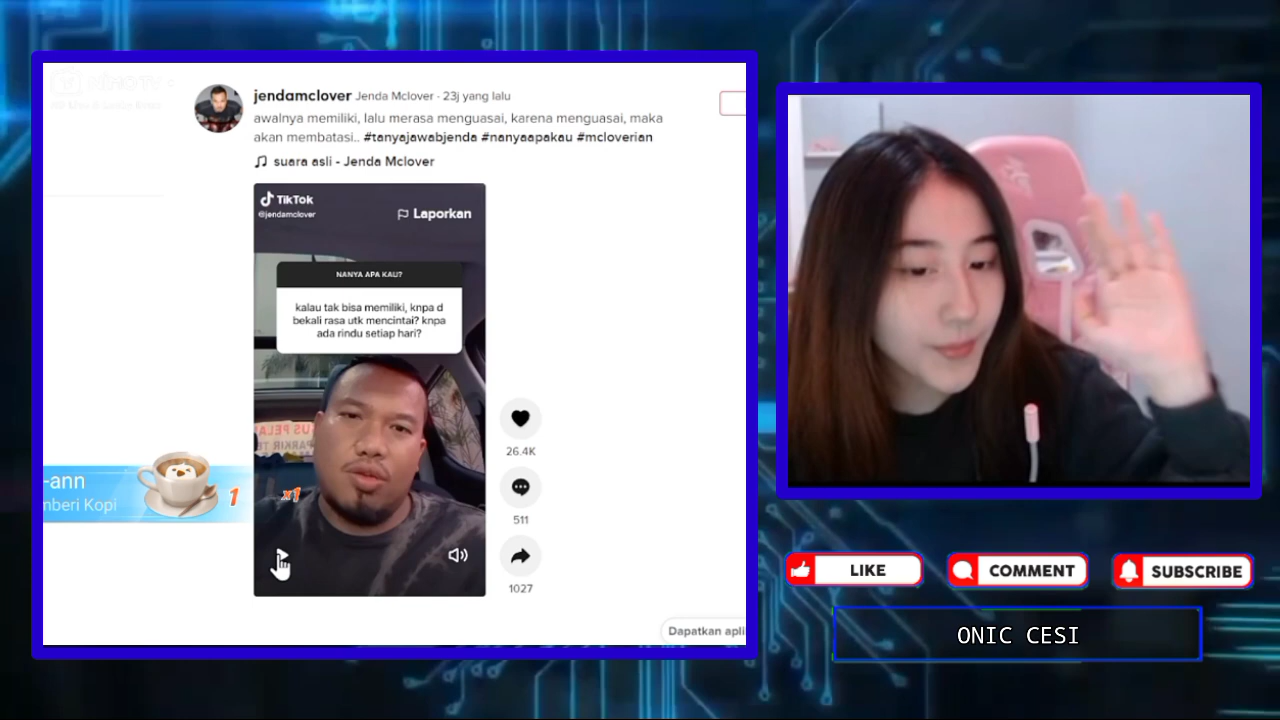 jendamclover Jenda Mclover · 23j yang lalu
awalnya memiliki, lalu merasa menguasai, karena menguasai, maka
akan membatasi.. #tanyajawabjenda #nanyaapakau #mcloverian
suara asli - Jenda Mclover
TikTok
@jendamclover
Laporkan
NANYA APA KAU?
kalau tak bisa memiliki, knpa d
bekali rasa utk mencintai? knpa
ada rindu setiap hari?
26.4K
511
1027
-ann
nberi Kopi
1
x1
Dapatkan apli
LIKE
COMMENT
SUBSCRIBE
ONIC CESI